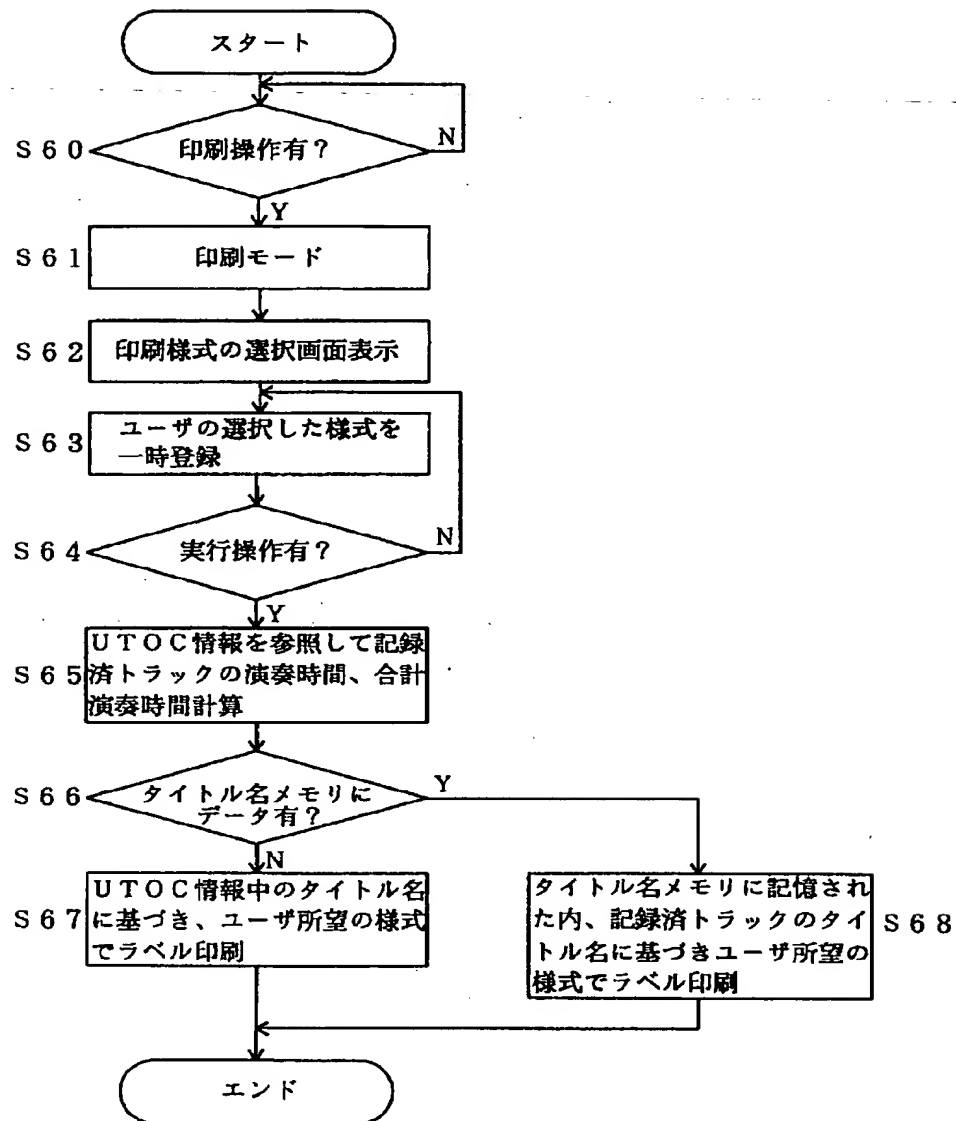 スタート
S60
印刷操作有？
N
Y
S61
印刷モード
S62
印刷様式の選択画面表示
S63
ユーザの選択した様式を
一時登録
S64
実行操作有？
N
Y
S65
UTOC情報を参照して記録
済トラックの演奏時間、合計
演奏時間計算
S66
タイトル名メモリに
データ有？
Y
N
S67
UTOC情報中のタイトル名
に基づき、ユーザ所望の様式
でラベル印刷
タイトル名メモリに記憶され
た内、記録済トラックのタイ
トル名に基づきユーザ所望の
様式でラベル印刷
S68
エンド